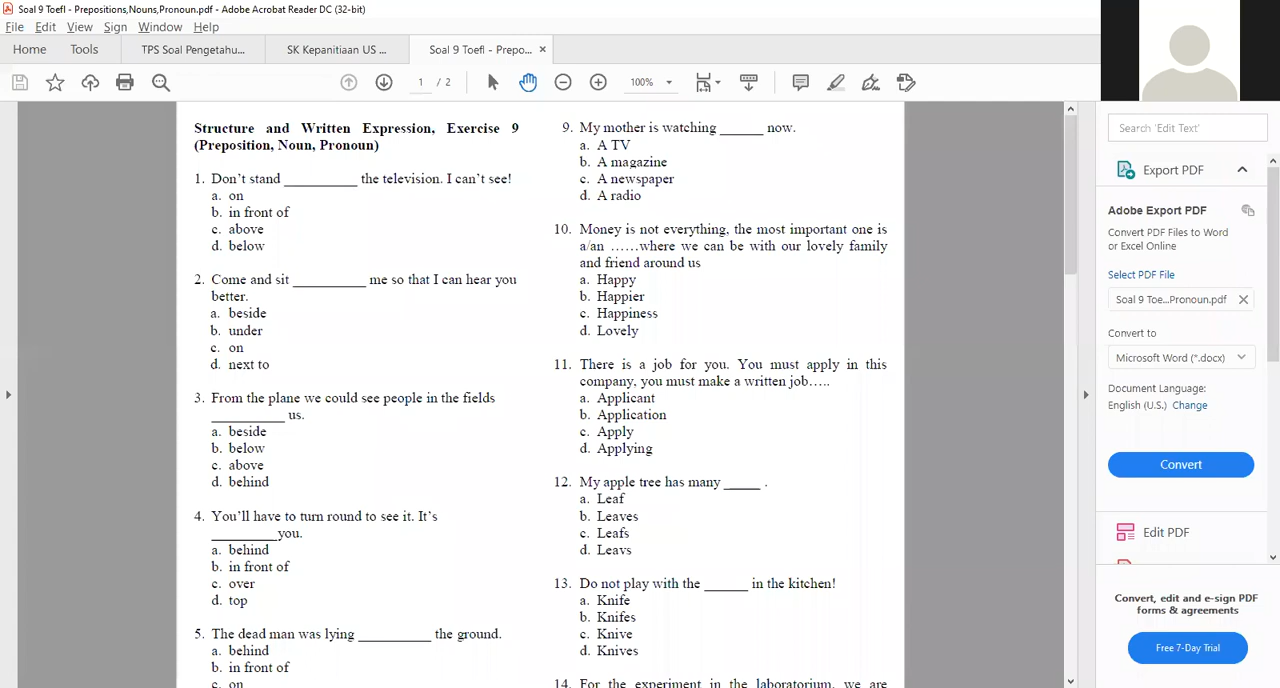 Soal 9 Toefl - Prepositions,Nouns,Pronoun.pdf - Adobe Acrobat Reader DC (32-bit)
File Edit View Sign Window Help
Home Tools TPS Soal Pengetahu... SK Kepanitiaan US ... Soal 9 Toefl - Prepo... ×
1 / 2 100%
Structure and Written Expression, Exercise 9
(Preposition, Noun, Pronoun)
1. Don't stand __________ the television. I can't see!
a. on
b. in front of
c. above
d. below
2. Come and sit __________ me so that I can hear you
better.
a. beside
b. under
c. on
d. next to
3. From the plane we could see people in the fields
__________ us.
a. beside
b. below
c. above
d. behind
4. You'll have to turn round to see it. It's
_________you.
a. behind
b. in front of
c. over
d. top
5. The dead man was lying __________ the ground.
a. behind
b. in front of
c. on
9. My mother is watching ______ now.
a. A TV
b. A magazine
c. A newspaper
d. A radio
10. Money is not everything, the most important one is
a/an ……where we can be with our lovely family
and friend around us
a. Happy
b. Happier
c. Happiness
d. Lovely
11. There is a job for you. You must apply in this
company, you must make a written job…..
a. Applicant
b. Application
c. Apply
d. Applying
12. My apple tree has many _____ .
a. Leaf
b. Leaves
c. Leafs
d. Leavs
13. Do not play with the ______ in the kitchen!
a. Knife
b. Knifes
c. Knive
d. Knives
14. For the experiment in the laboratorium, we are
Search 'Edit Text'
Export PDF
Adobe Export PDF
Convert PDF Files to Word
or Excel Online
Select PDF File
Soal 9 Toe...Pronoun.pdf
Convert to
Microsoft Word (*.docx)
Document Language:
English (U.S.) Change
Convert
Edit PDF
Convert, edit and e-sign PDF
forms & agreements
Free 7-Day Trial